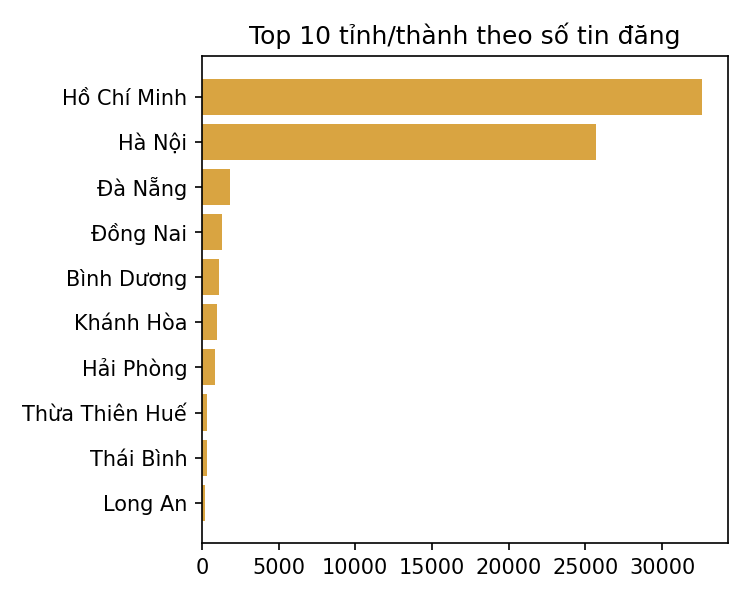 Top 10 tỉnh/thành theo số tin đăng
Hồ Chí Minh
Hà Nội
Đà Nẵng
Đồng Nai
Bình Dương
Khánh Hòa
Hải Phòng
Thừa Thiên Huế
Thái Bình
Long An
0 5000 10000 15000 20000 25000 30000